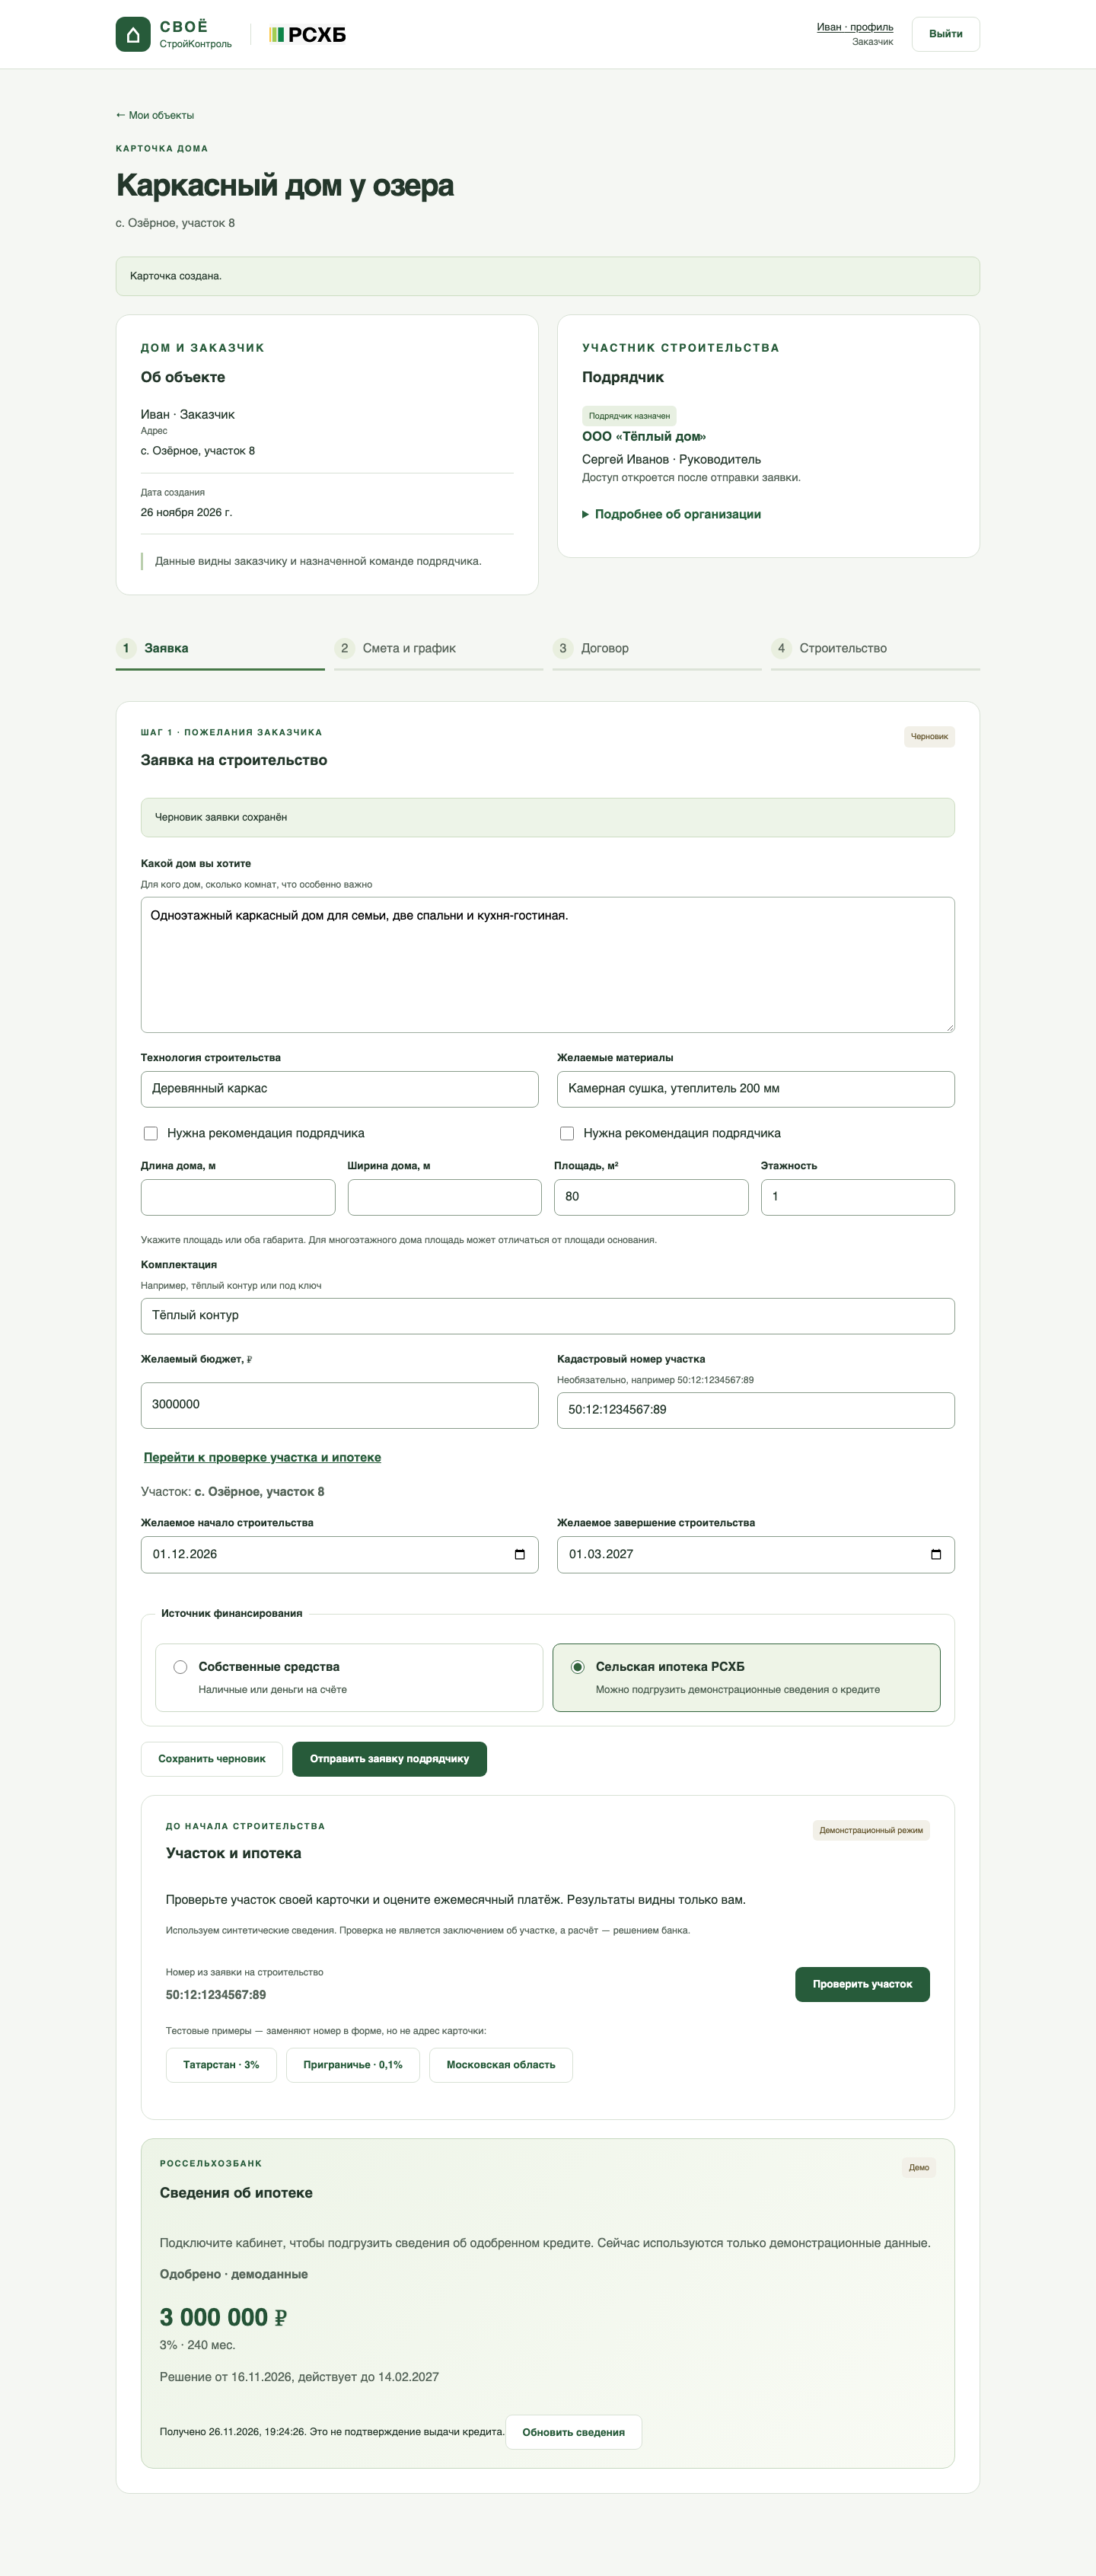 СВОЁ
СтройКонтроль
РСХБ
Иван · профиль
Заказчик
Выйти
← Мои объекты
КАРТОЧКА ДОМА
Каркасный дом у озера
с. Озёрное, участок 8
Карточка создана.
ДОМ И ЗАКАЗЧИК
Об объекте
Иван · Заказчик
Адрес
с. Озёрное, участок 8
Дата создания
26 ноября 2026 г.
Данные видны заказчику и назначенной команде подрядчика.
УЧАСТНИК СТРОИТЕЛЬСТВА
Подрядчик
Подрядчик назначен
ООО «Тёплый дом»
Сергей Иванов · Руководитель
Доступ откроется после отправки заявки.
▶ Подробнее об организации
1 Заявка
2 Смета и график
3 Договор
4 Строительство
ШАГ 1 · ПОЖЕЛАНИЯ ЗАКАЗЧИКА
Черновик
Заявка на строительство
Черновик заявки сохранён
Какой дом вы хотите
Для кого дом, сколько комнат, что особенно важно
Одноэтажный каркасный дом для семьи, две спальни и кухня-гостиная.
Технология строительства
Желаемые материалы
Деревянный каркас
Камерная сушка, утеплитель 200 мм
Нужна рекомендация подрядчика
Нужна рекомендация подрядчика
Длина дома, м
Ширина дома, м
Площадь, м²
Этажность
80
1
Укажите площадь или оба габарита. Для многоэтажного дома площадь может отличаться от площади основания.
Комплектация
Например, тёплый контур или под ключ
Тёплый контур
Желаемый бюджет, ₽
Кадастровый номер участка
Необязательно, например 50:12:1234567:89
3000000
50:12:1234567:89
Перейти к проверке участка и ипотеке
Участок: с. Озёрное, участок 8
Желаемое начало строительства
Желаемое завершение строительства
01.12.2026
01.03.2027
Источник финансирования
Собственные средства
Наличные или деньги на счёте
Сельская ипотека РСХБ
Можно подгрузить демонстрационные сведения о кредите
Сохранить черновик
Отправить заявку подрядчику
ДО НАЧАЛА СТРОИТЕЛЬСТВА
Демонстрационный режим
Участок и ипотека
Проверьте участок своей карточки и оцените ежемесячный платёж. Результаты видны только вам.
Используем синтетические сведения. Проверка не является заключением об участке, а расчёт — решением банка.
Номер из заявки на строительство
50:12:1234567:89
Проверить участок
Тестовые примеры — заменяют номер в форме, но не адрес карточки:
Татарстан · 3%
Приграничье · 0,1%
Московская область
РОССЕЛЬХОЗБАНК
Демо
Сведения об ипотеке
Подключите кабинет, чтобы подгрузить сведения об одобренном кредите. Сейчас используются только демонстрационные данные.
Одобрено · демоданные
3 000 000 ₽
3% · 240 мес.
Решение от 16.11.2026, действует до 14.02.2027
Получено 26.11.2026, 19:24:26. Это не подтверждение выдачи кредита.
Обновить сведения